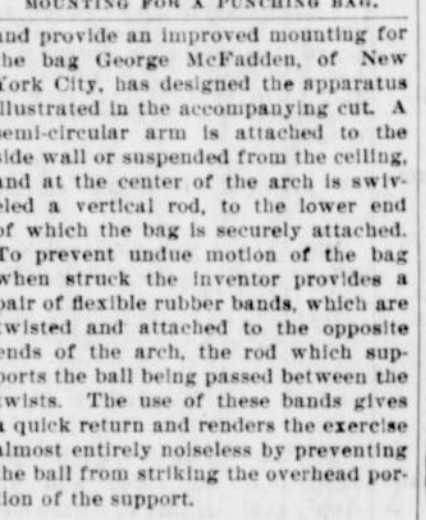 MOUNTING FOR A PUNCHING BAG.
and provide an improved mounting for
the bag George McFadden, of New
York City, has designed the apparatus
illustrated in the accompanying cut. A
semi-circular arm is attached to the
side wall or suspended from the ceiling,
and at the center of the arch is swiv-
eled a vertical rod, to the lower end
of which the bag is securely attached.
To prevent undue motion of the bag
when struck the inventor provides a
pair of flexible rubber bands, which are
twisted and attached to the opposite
ends of the arch, the rod which sup-
ports the ball being passed between the
twists. The use of these bands gives
a quick return and renders the exercise
almost entirely noiseless by preventing
the ball from striking the overhead por-
tion of the support.